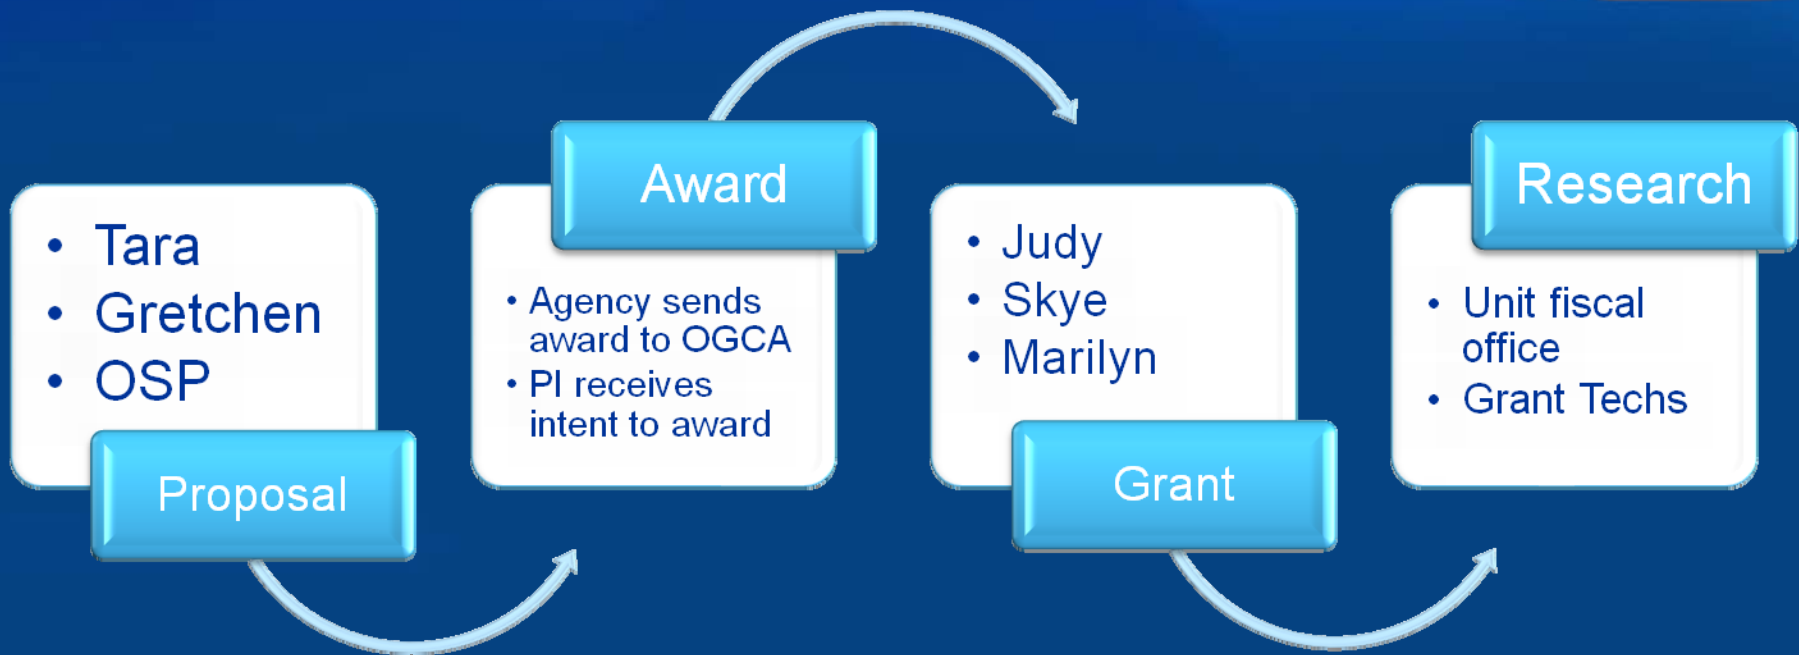 • Tara
• Gretchen
• OSP
Proposal
Award
• Agency sends
award to OGCA
• PI receives
intent to award
• Judy
• Skye
• Marilyn
Grant
Research
• Unit fiscal
office
• Grant Techs